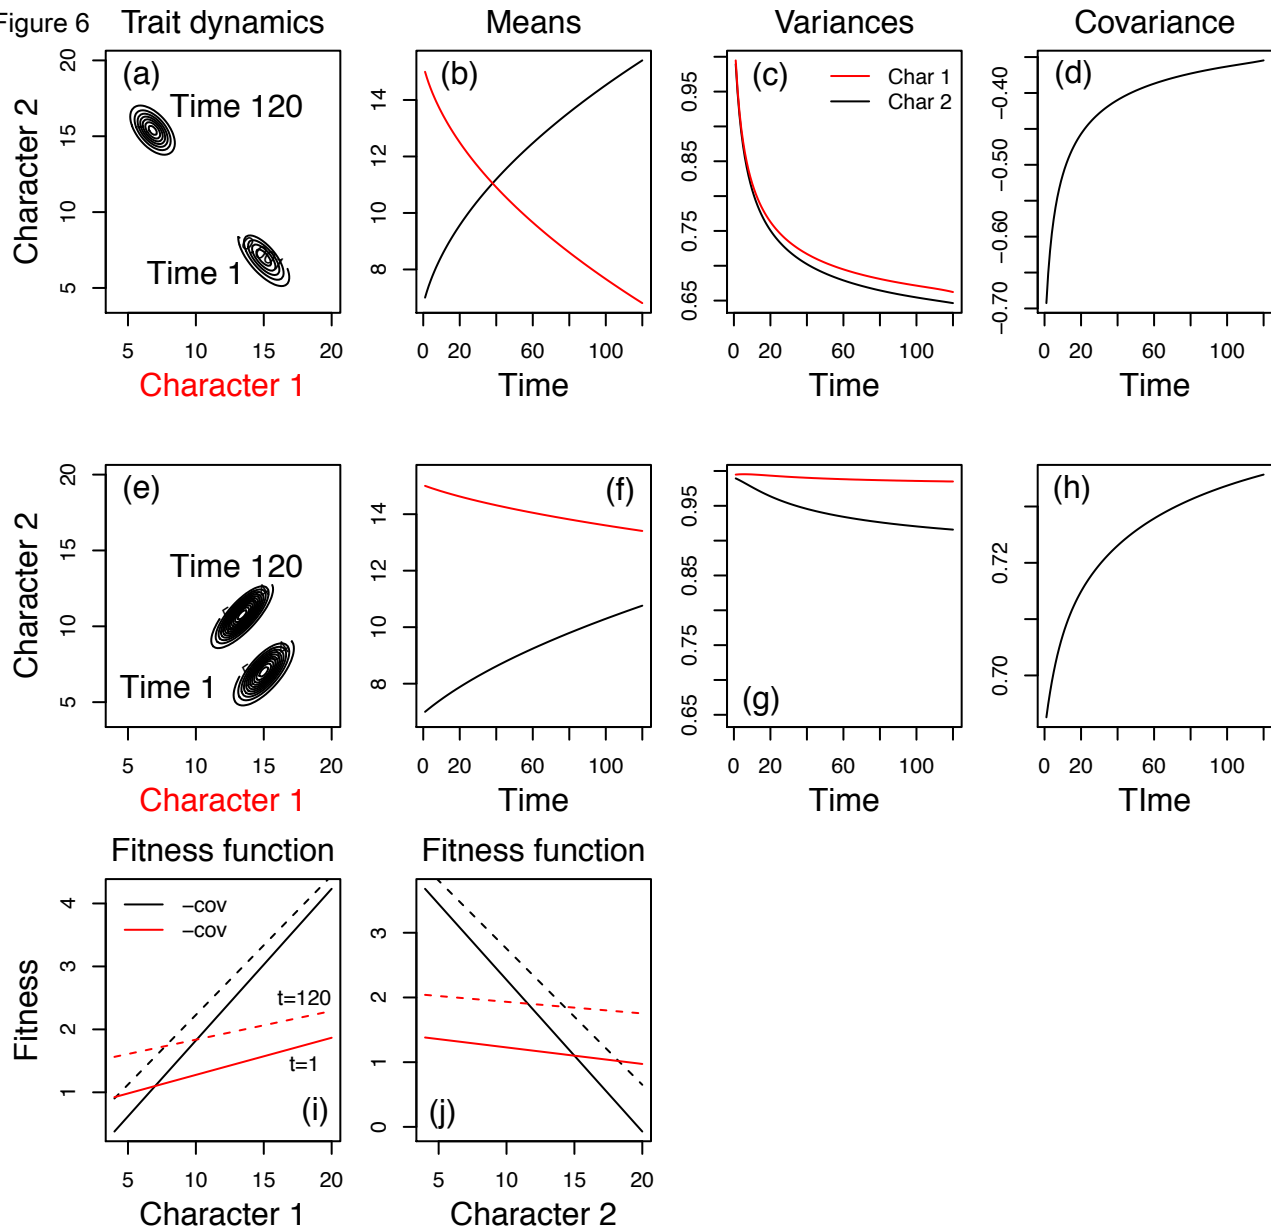 Figure 6
Trait dynamics
Means
Variances
Covariance
(a)
Time 120
Time 1
Character 2
5
10
15
20
5
10
15
20
Character 1
(b)
8
10
12
14
0
20
60
100
Time
(c)
Char 1
Char 2
0.65
0.75
0.85
0.95
0
20
60
100
Time
(d)
−0.70
−0.60
−0.50
−0.40
0
20
60
100
Time
(e)
Time 120
Time 1
Character 2
5
10
15
20
5
10
15
20
Character 1
(f)
8
10
12
14
0
20
60
100
Time
(g)
0.65
0.75
0.85
0.95
0
20
60
100
Time
(h)
0.70
0.72
0
20
60
100
TIme
Fitness function
−cov
−cov
t=120
t=1
(i)
Fitness
1
2
3
4
5
10
15
20
Character 1
Fitness function
(j)
0
1
2
3
5
10
15
20
Character 2